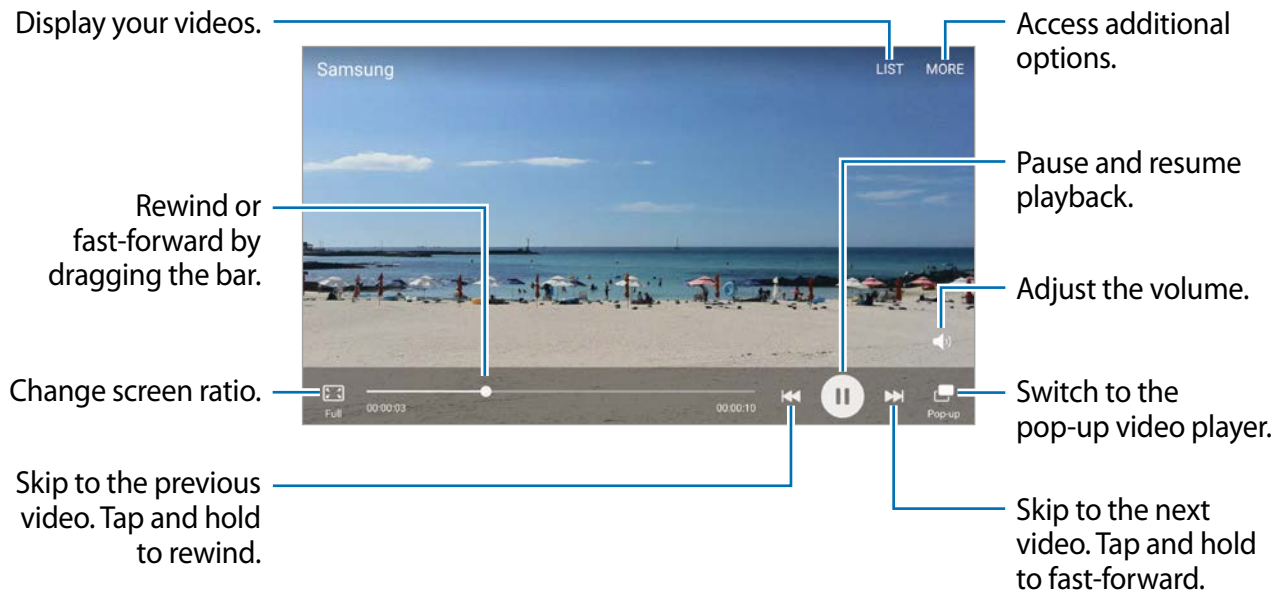 Display your videos.
Access additional
options.
Samsung
LIST MORE
Pause and resume
playback.
Rewind or
fast-forward by
dragging the bar.
Adjust the volume.
Change screen ratio.
Full
00:00:03
00:00:10
Pop-up
Switch to the
pop-up video player.
Skip to the previous
video. Tap and hold
to rewind.
Skip to the next
video. Tap and hold
to fast-forward.